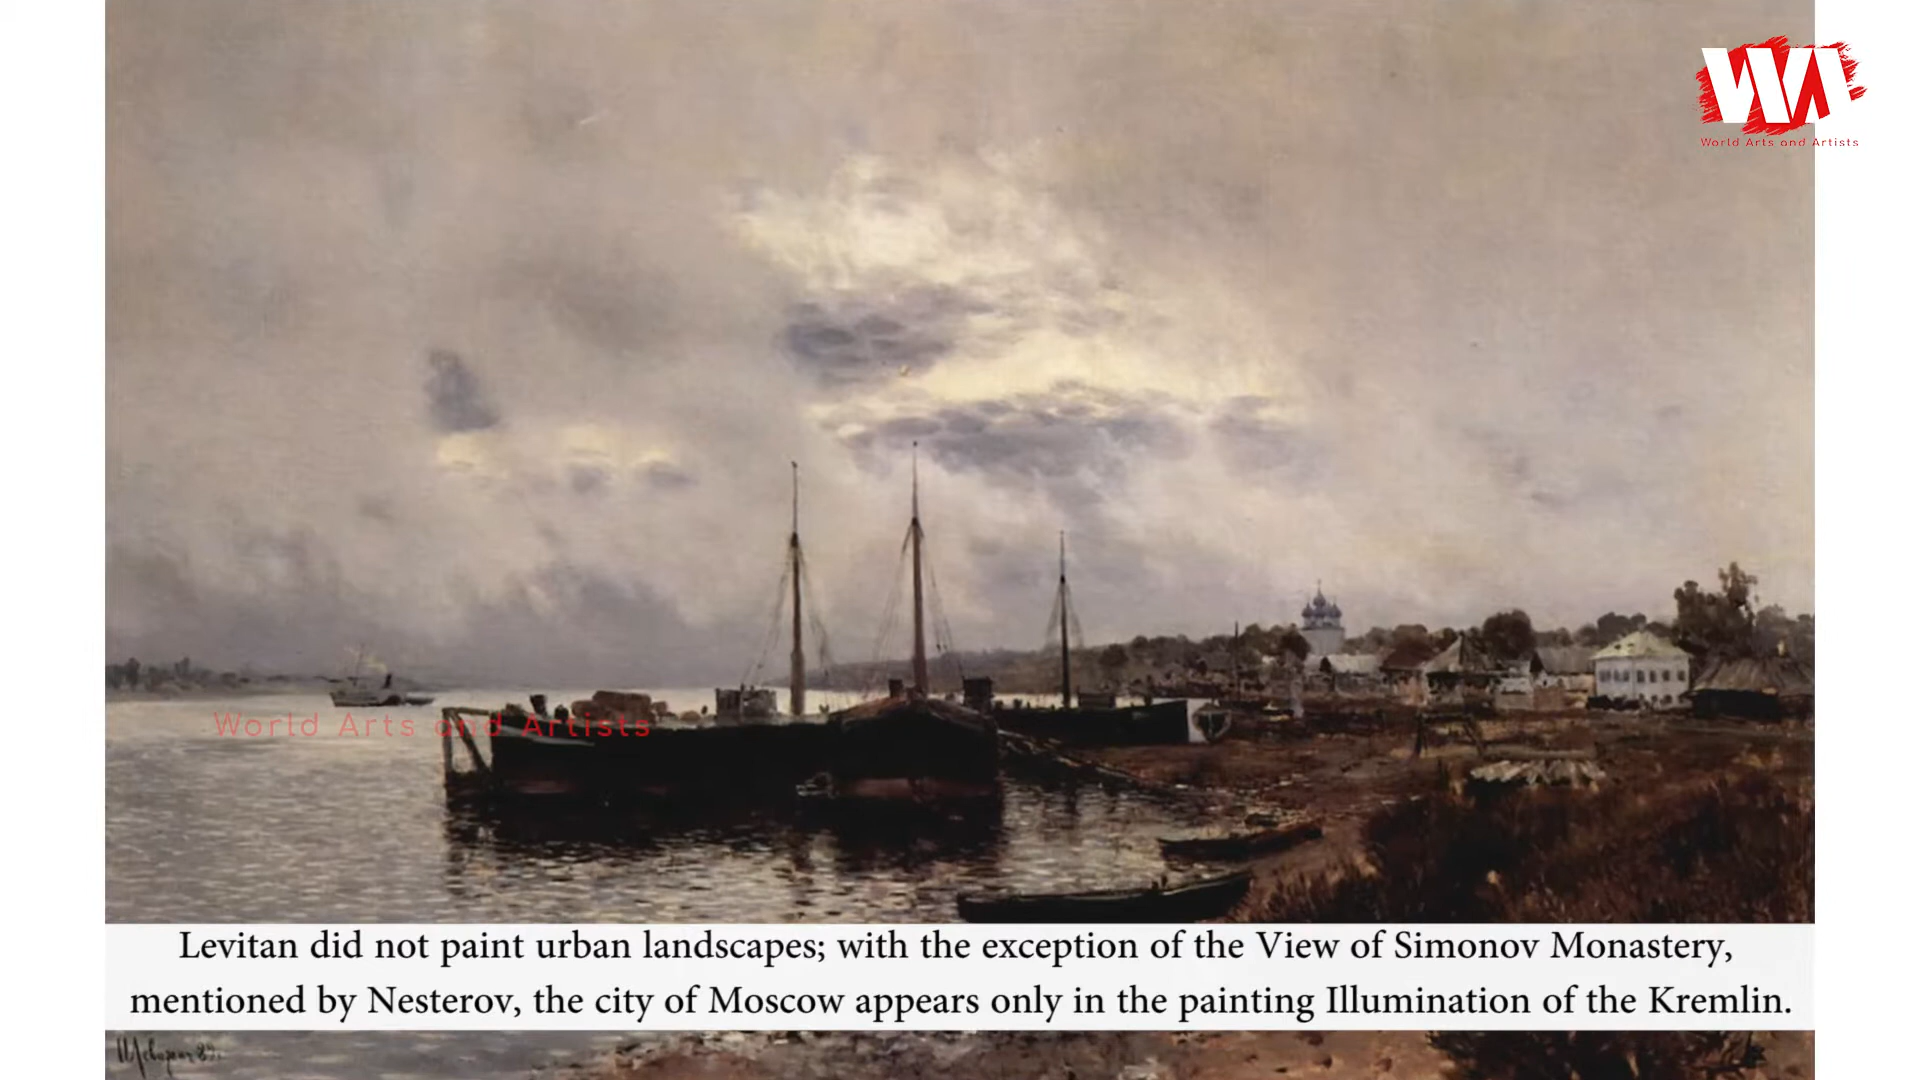 WA
World Arts and Artists
World Arts and Artists
Levitan did not paint urban landscapes; with the exception of the View of Simonov Monastery,
mentioned by Nesterov, the city of Moscow appears only in the painting Illumination of the Kremlin.